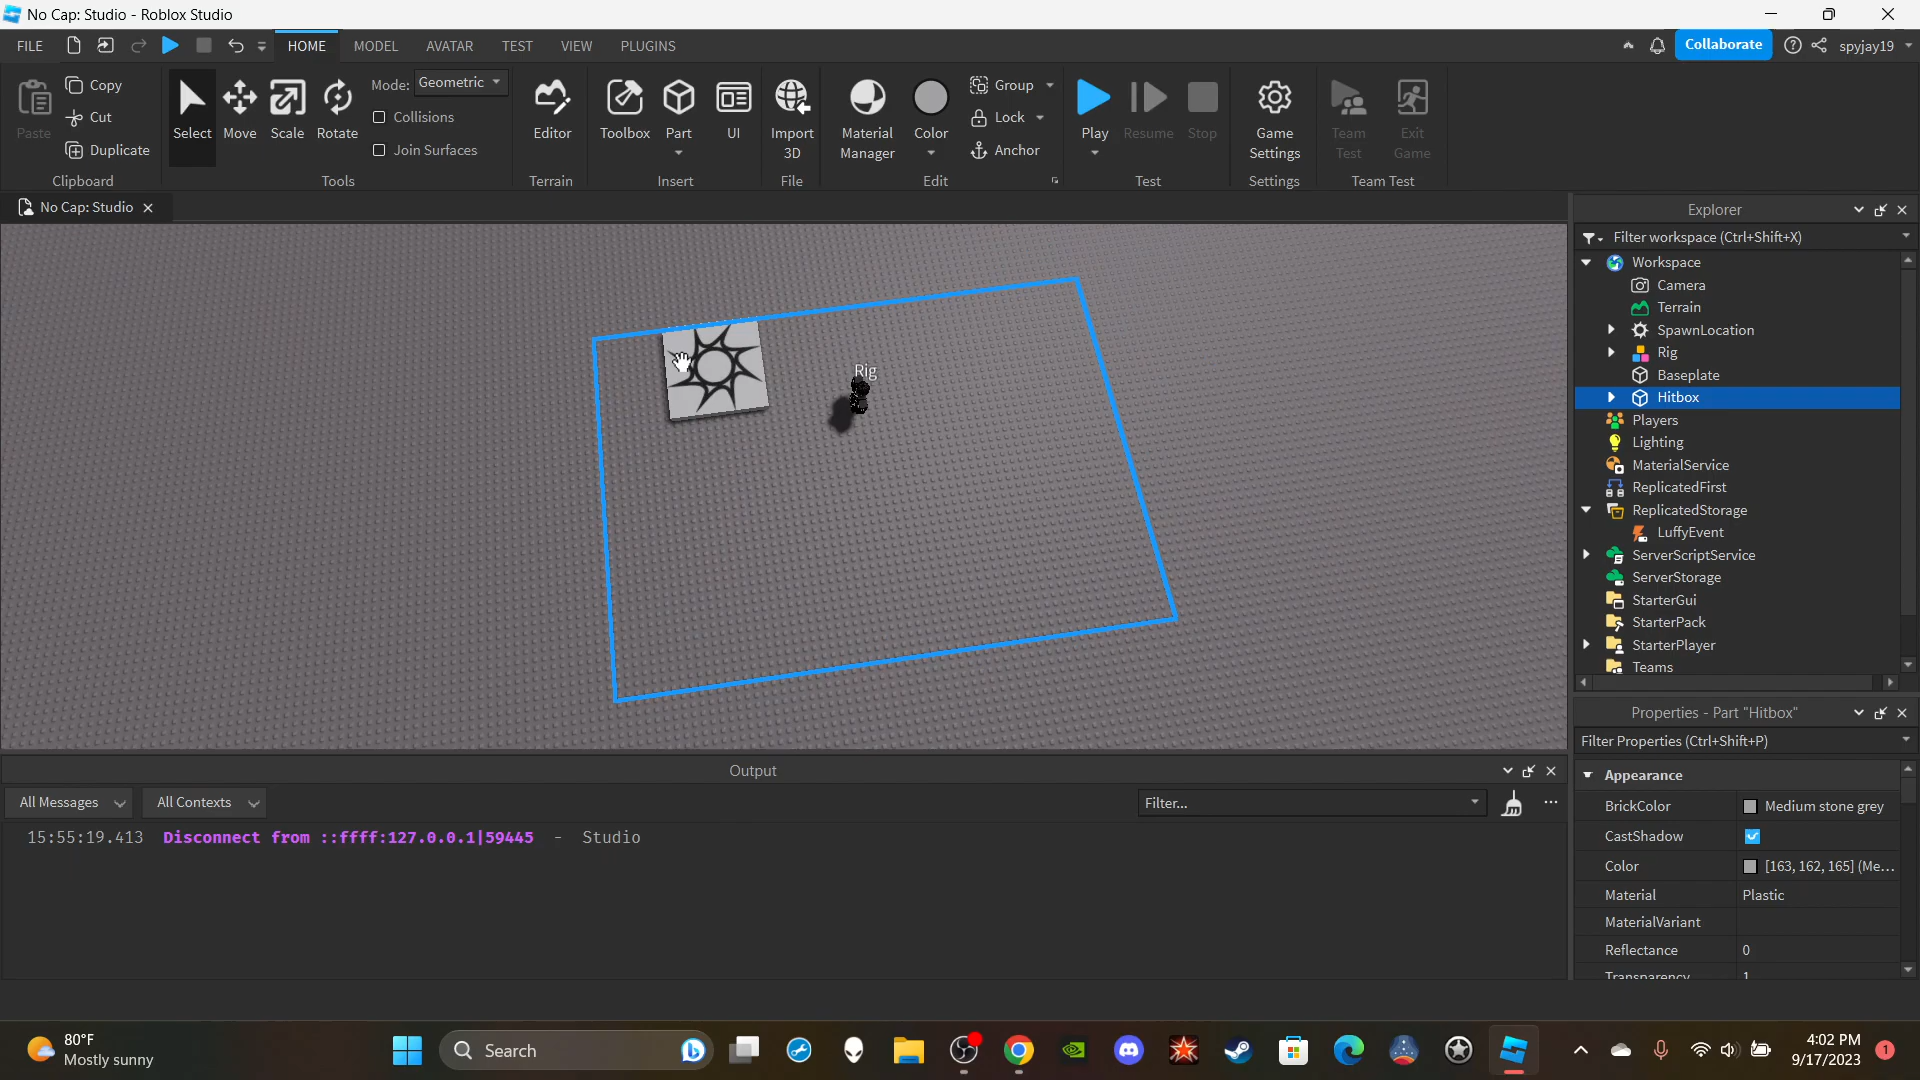 No Cap: Studio - Roblox Studio
FILE
HOME
MODEL
AVATAR
TEST
VIEW
PLUGINS
Collaborate
spyjay19
Paste
Copy
Cut
Duplicate
Clipboard
Select
Move
Scale
Rotate
Mode: Geometric
Collisions
Join Surfaces
Tools
Editor
Terrain
Toolbox
Part
UI
Insert
Import
3D
File
Material
Manager
Color
Group
Lock
Anchor
Edit
Play
Resume
Stop
Test
Game
Settings
Settings
Team
Test
Exit
Game
Team Test
No Cap: Studio
Rig
Explorer
Filter workspace (Ctrl+Shift+X)
Workspace
Camera
Terrain
SpawnLocation
Rig
Baseplate
Hitbox
Players
Lighting
MaterialService
ReplicatedFirst
ReplicatedStorage
LuffyEvent
ServerScriptService
ServerStorage
StarterGui
StarterPack
StarterPlayer
Teams
Properties - Part "Hitbox"
Filter Properties (Ctrl+Shift+P)
Appearance
BrickColor Medium stone grey
CastShadow
Color [163, 162, 165] (Me...
Material Plastic
MaterialVariant
Reflectance 0
Transparency 1
Output
All Messages
All Contexts
Filter...
15:55:19.413 Disconnect from ::ffff:127.0.0.1|59445 - Studio
80°F
Mostly sunny
Search
4:02 PM
9/17/2023
1